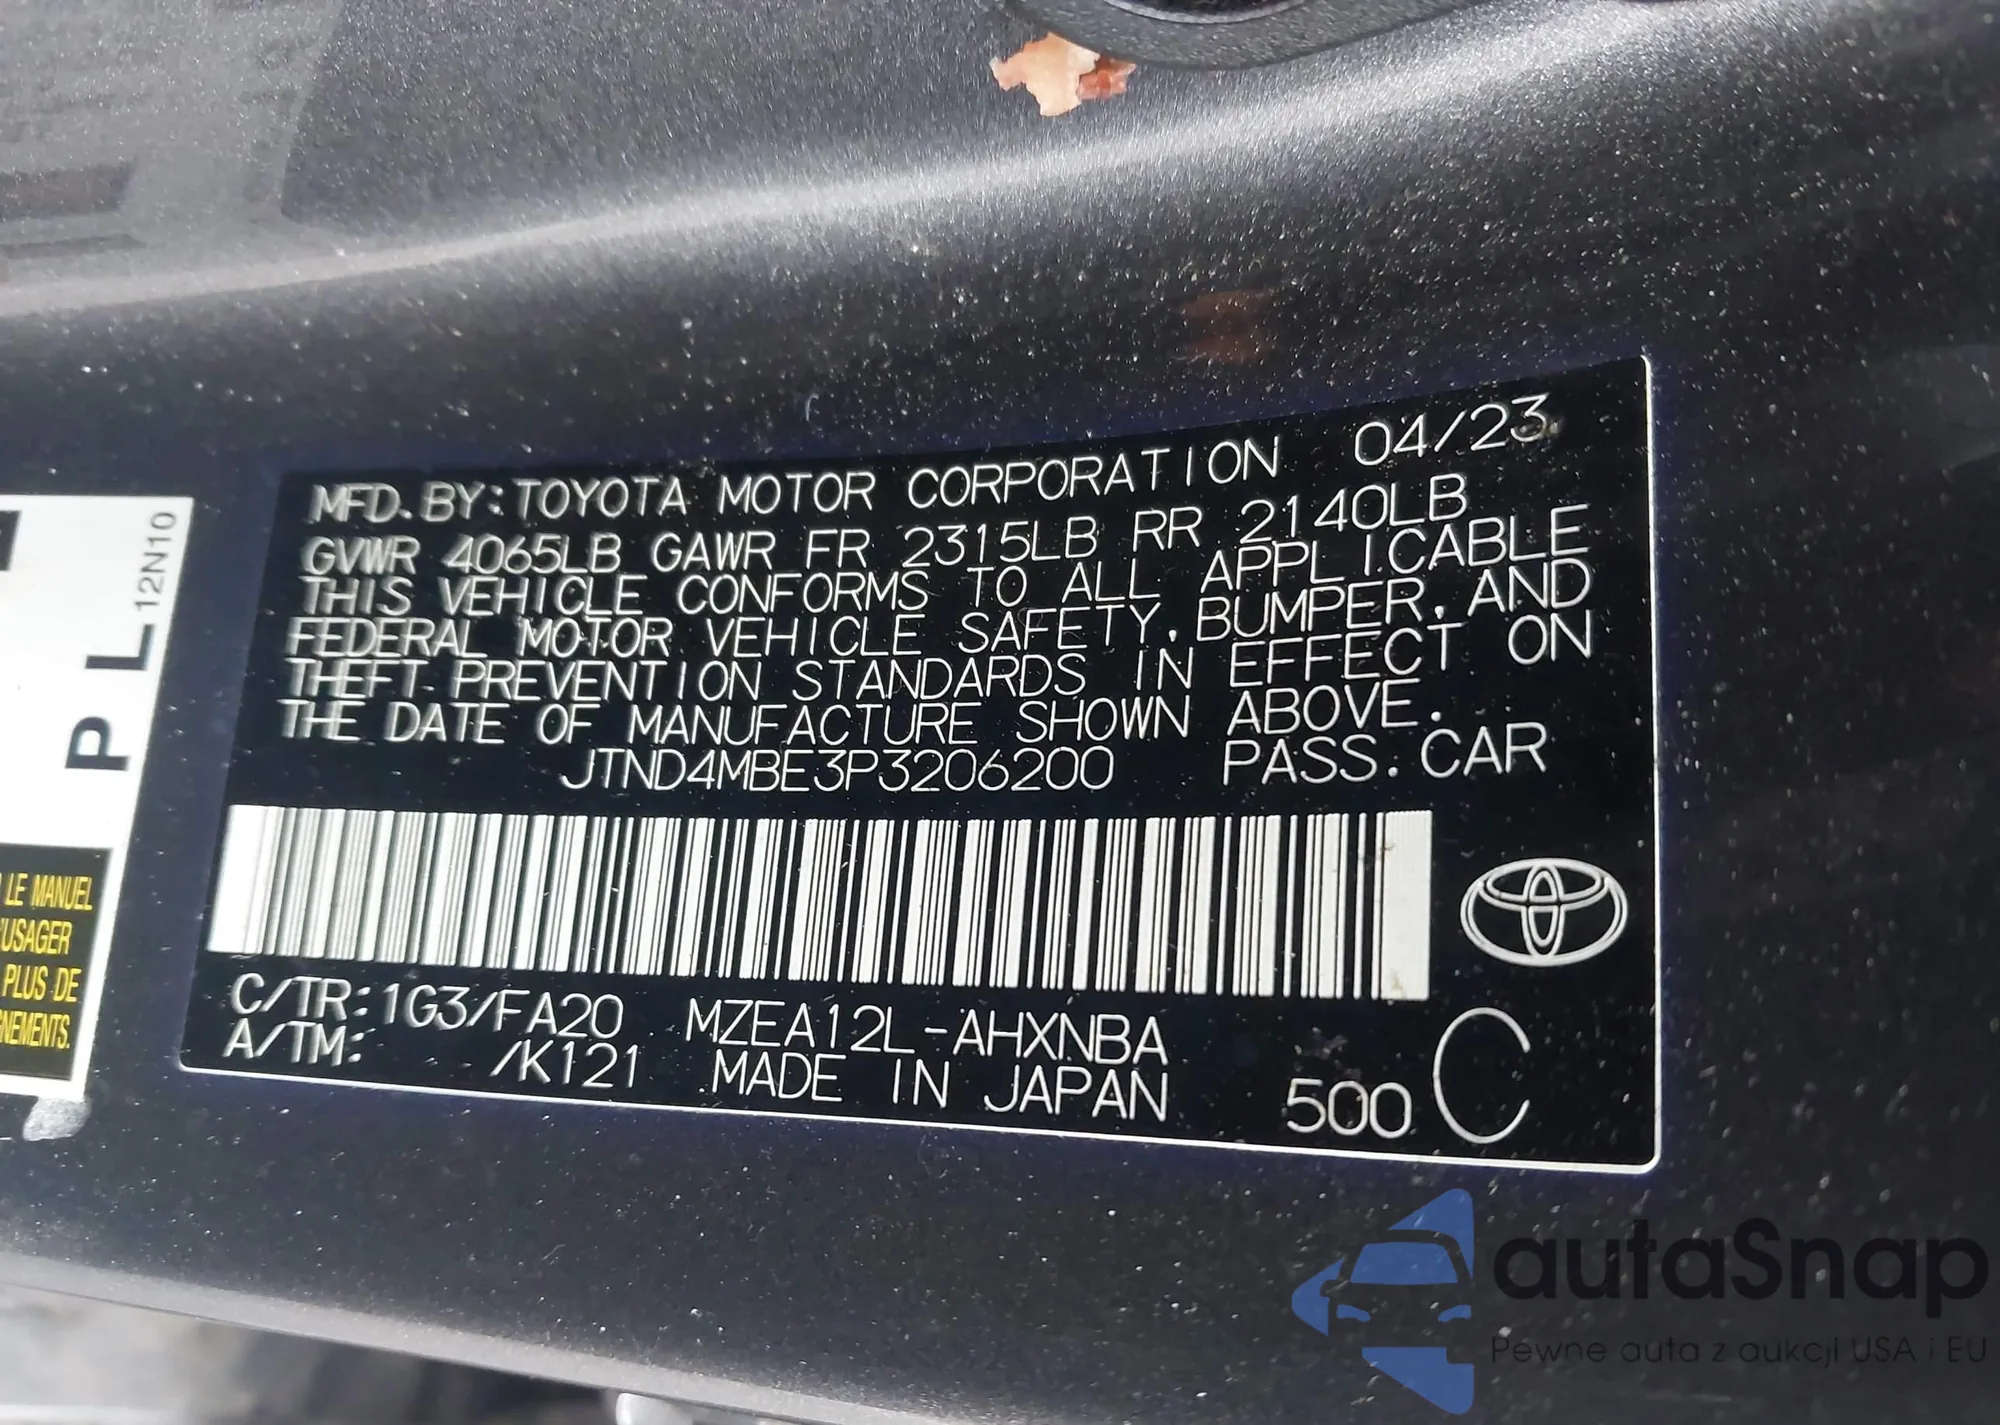 MFD. BY: TOYOTA MOTOR CORPORATION 04/23
GVWR 4065LB GAWR FR 2315LB RR 2140LB
THIS VEHICLE CONFORMS TO ALL APPLICABLE
FEDERAL MOTOR VEHICLE SAFETY, BUMPER, AND
THEFT PREVENTION STANDARDS IN EFFECT ON
THE DATE OF MANUFACTURE SHOWN ABOVE.
JTND4MBE3P3206200 PASS. CAR
C/TR: 1G3/FA20 MZEA12L-AHXNBA
A/TM: /K121 MADE IN JAPAN 500 C
P L 12N10
LE MANUEL
'USAGER
PLUS DE
GNEMENTS.
autaSnap
Pewne auta z aukcji USA i EU